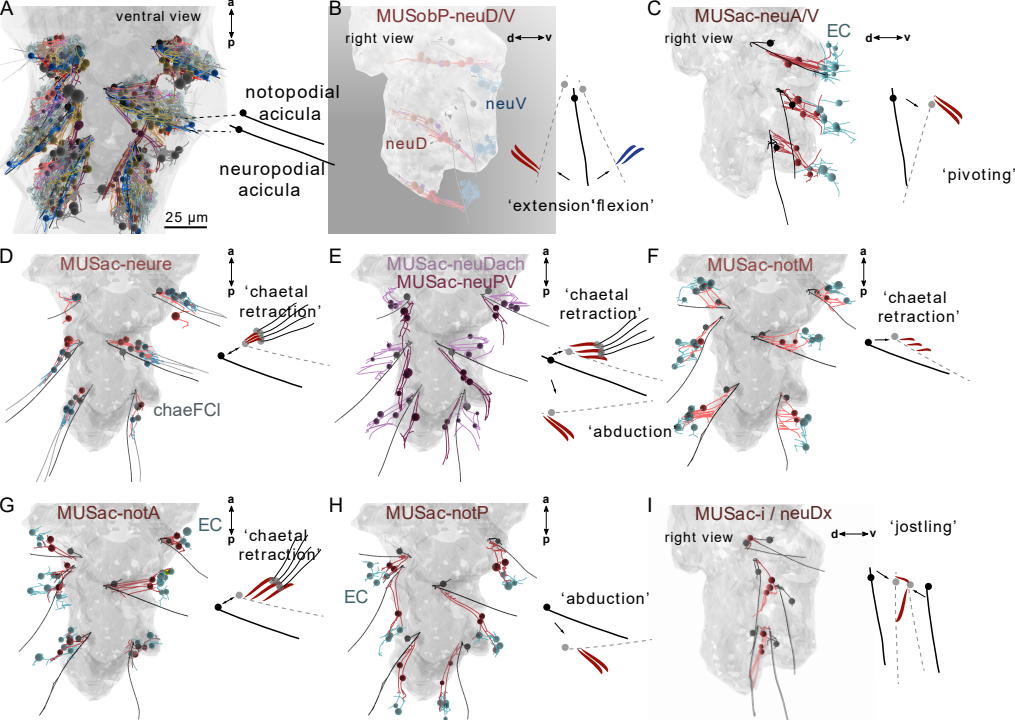 A
ventral view
a
p
notopodial
acicula
neuropodial
acicula
25 µm
B
MUSobP-neuD/V
right view
d v
neuV
neuD
'extension' 'flexion'
C
MUSac-neuA/V
right view
EC
d v
'pivoting'
D
MUSac-neure
a
p
'chaetal
retraction'
chaeFCl
E
MUSac-neuDach
MUSac-neuPV
a
p
'chaetal
retraction'
'abduction'
F
MUSac-notM
a
p
'chaetal
retraction'
G
MUSac-notA
EC
a
p
'chaetal
retraction'
H
MUSac-notP
a
p
EC
'abduction'
I
MUSac-i / neuDx
right view
d v
'jostling'